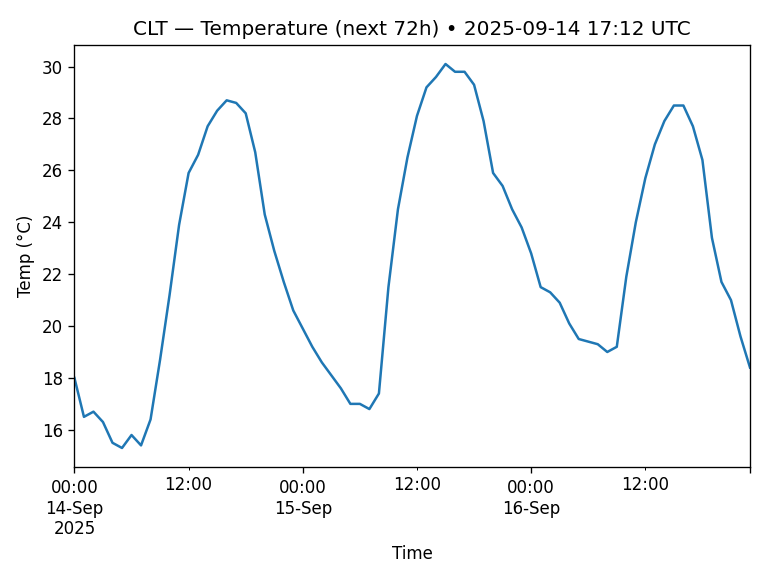 CLT — Temperature (next 72h) • 2025-09-14 17:12 UTC
Temp (°C)
30
28
26
24
22
20
18
16
00:00 12:00 00:00 12:00 00:00 12:00
14-Sep 15-Sep 16-Sep
2025
Time